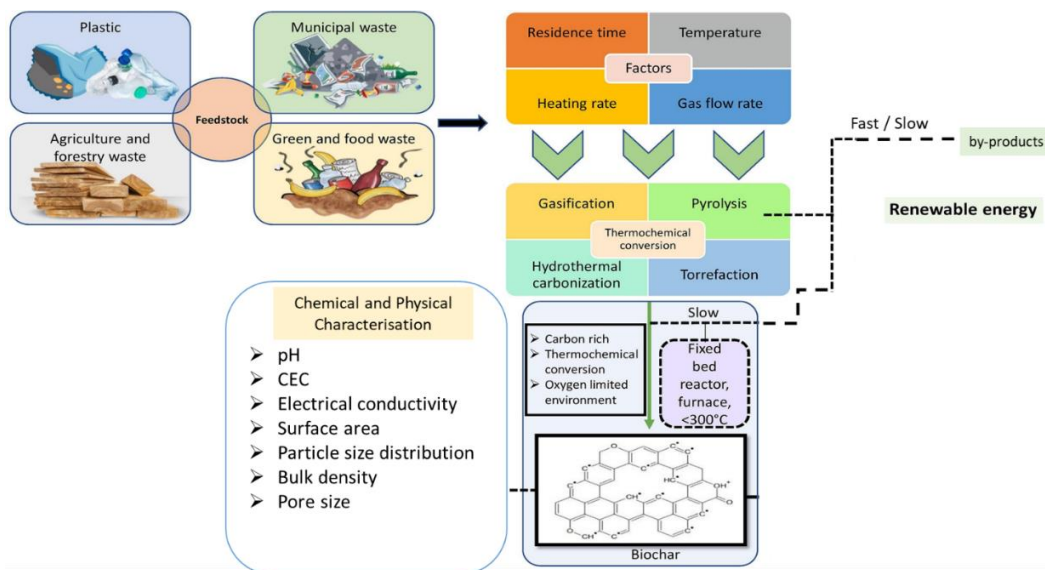 Plastic
Municipal waste
Feedstock
Agriculture and
forestry waste
Green and food waste
Residence time
Temperature
Factors
Heating rate
Gas flow rate
Fast / Slow
by-products
Renewable energy
Gasification
Pyrolysis
Thermochemical
conversion
Hydrothermal
carbonization
Torrefaction
Slow
➢ Carbon rich
➢ Thermochemical
conversion
➢ Oxygen limited
environment
Fixed
bed
reactor,
furnace,
<300°C
Chemical and Physical
Characterisation
➢ pH
➢ CEC
➢ Electrical conductivity
➢ Surface area
➢ Particle size distribution
➢ Bulk density
➢ Pore size
Biochar